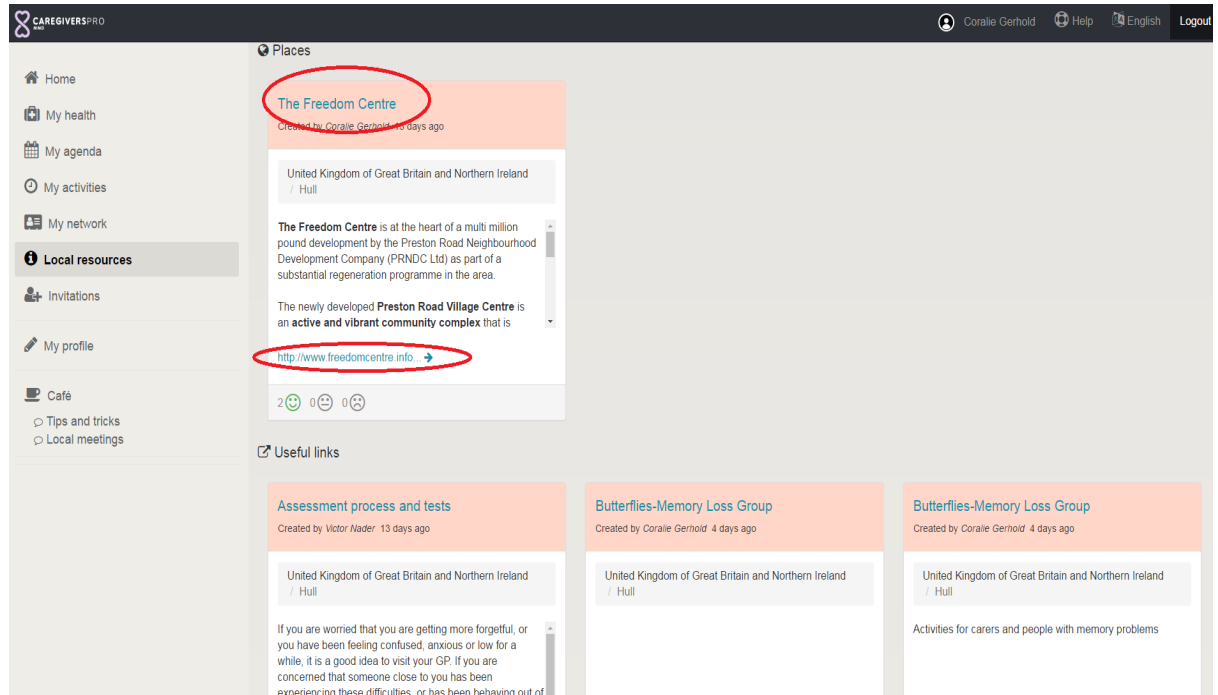 CAREGIVERSPRO
MMD
Coralie Gerhold
Help
English
Logout
Home
My health
My agenda
My activities
My network
Local resources
Invitations
My profile
Café
Tips and tricks
Local meetings
Places
The Freedom Centre
Created by Coralie Gerhold 13 days ago
United Kingdom of Great Britain and Northern Ireland
/ Hull
The Freedom Centre is at the heart of a multi million
pound development by the Preston Road Neighbourhood
Development Company (PRNDC Ltd) as part of a
substantial regeneration programme in the area.
The newly developed Preston Road Village Centre is
an active and vibrant community complex that is
http://www.freedomcentre.info...
2 0 0
Useful links
Assessment process and tests
Created by Victor Nader 13 days ago
United Kingdom of Great Britain and Northern Ireland
/ Hull
If you are worried that you are getting more forgetful, or
you have been feeling confused, anxious or low for a
while, it is a good idea to visit your GP. If you are
concerned that someone close to you has been
experiencing these difficulties, or has been behaving out of
Butterflies-Memory Loss Group
Created by Coralie Gerhold 4 days ago
United Kingdom of Great Britain and Northern Ireland
/ Hull
Butterflies-Memory Loss Group
Created by Coralie Gerhold 4 days ago
United Kingdom of Great Britain and Northern Ireland
/ Hull
Activities for carers and people with memory problems